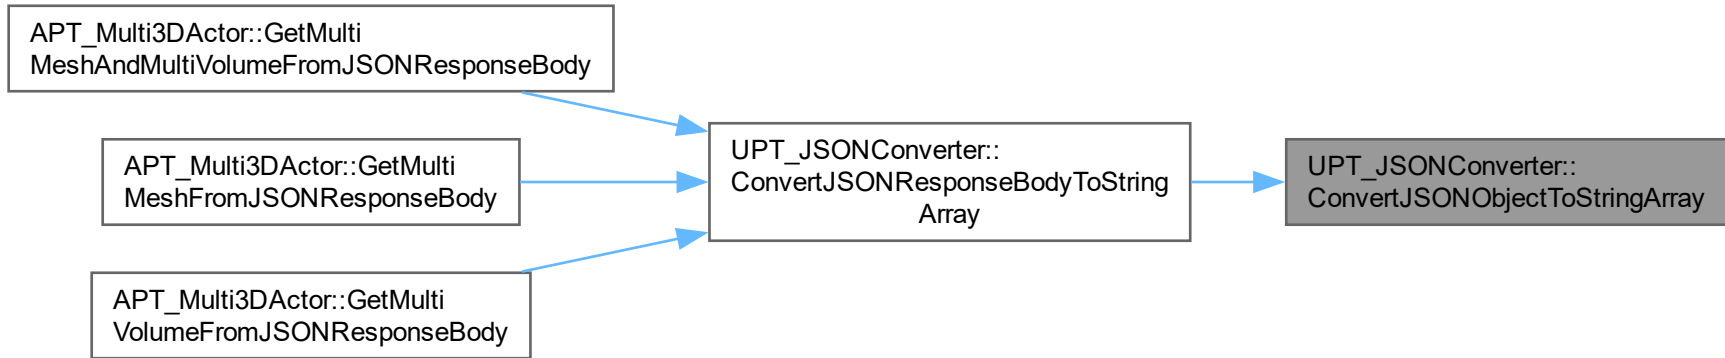 APT_Multi3DActor::GetMulti
MeshAndMultiVolumeFromJSONResponseBody
APT_Multi3DActor::GetMulti
MeshFromJSONResponseBody
APT_Multi3DActor::GetMulti
VolumeFromJSONResponseBody
UPT_JSONConverter::
ConvertJSONResponseBodyToString
Array
UPT_JSONConverter::
ConvertJSONObjectToStringArray